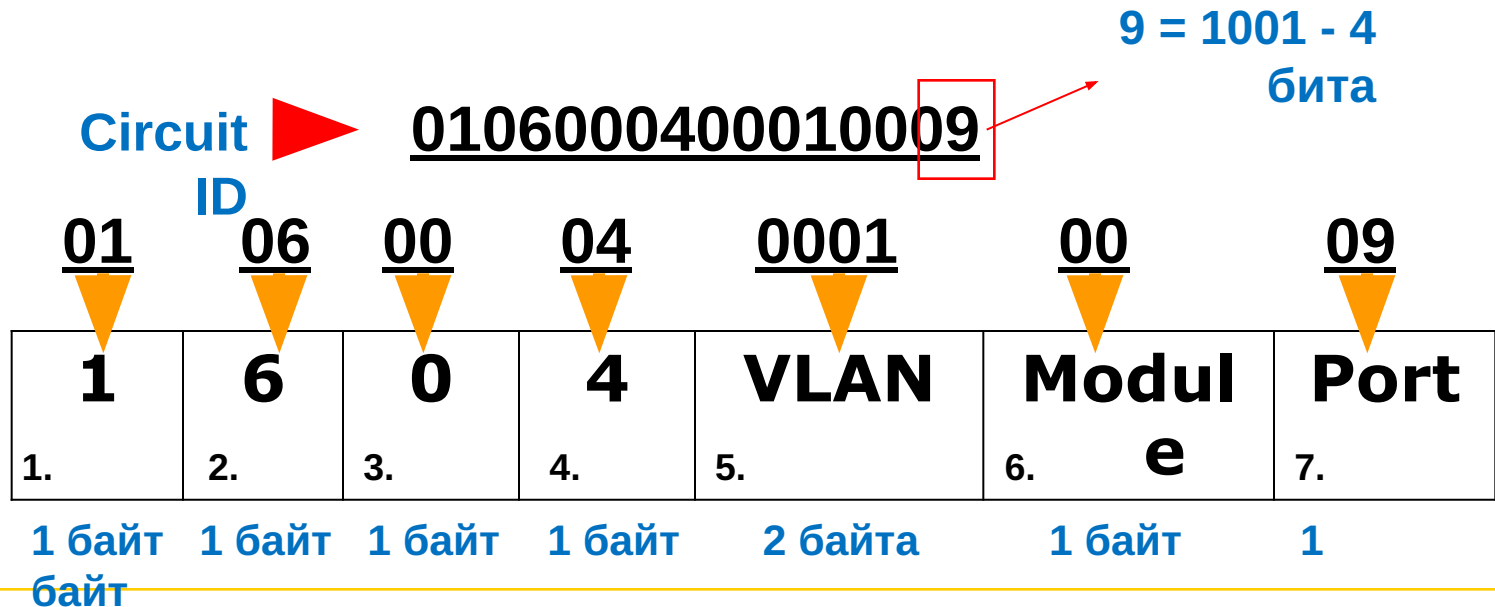 9 = 1001 - 4
бита
Circuit
ID
0106000400010009
01 06 00 04 0001 00 09
1 6 0 4 VLAN Modul Port
e
1. 2. 3. 4. 5. 6. 7.
1 байт 1 байт 1 байт 1 байт 2 байта 1 байт 1
байт